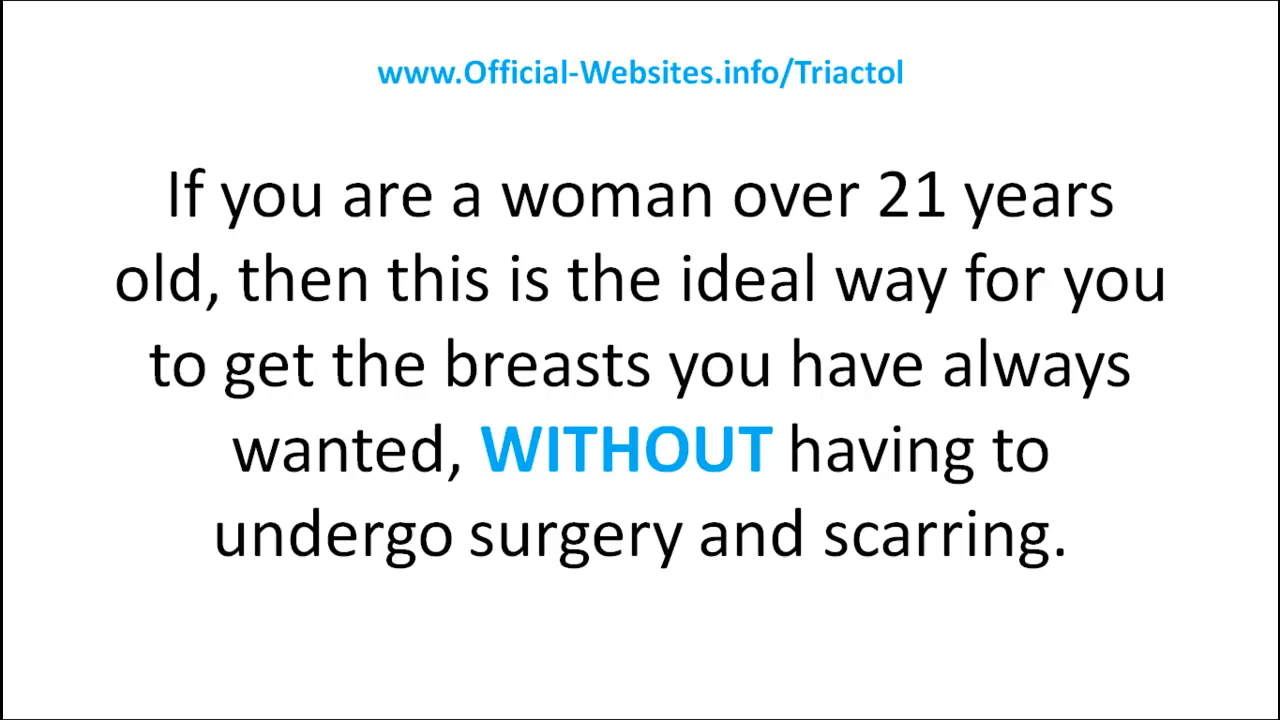 www.Official-Websites.info/Triactol
If you are a woman over 21 years
old, then this is the ideal way for you
to get the breasts you have always
wanted, WITHOUT having to
undergo surgery and scarring.